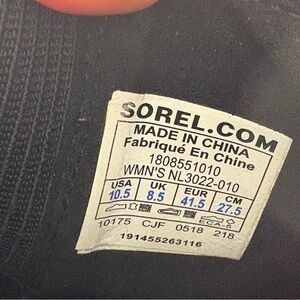 SOREL.COM
MADE IN CHINA
Fabriqué En Chine
1808551010
WMN'S NL3022-010
USA UK EUR CM
10.5 8.5 41.5 27.5
10175 CJF 0518 218
191455263116